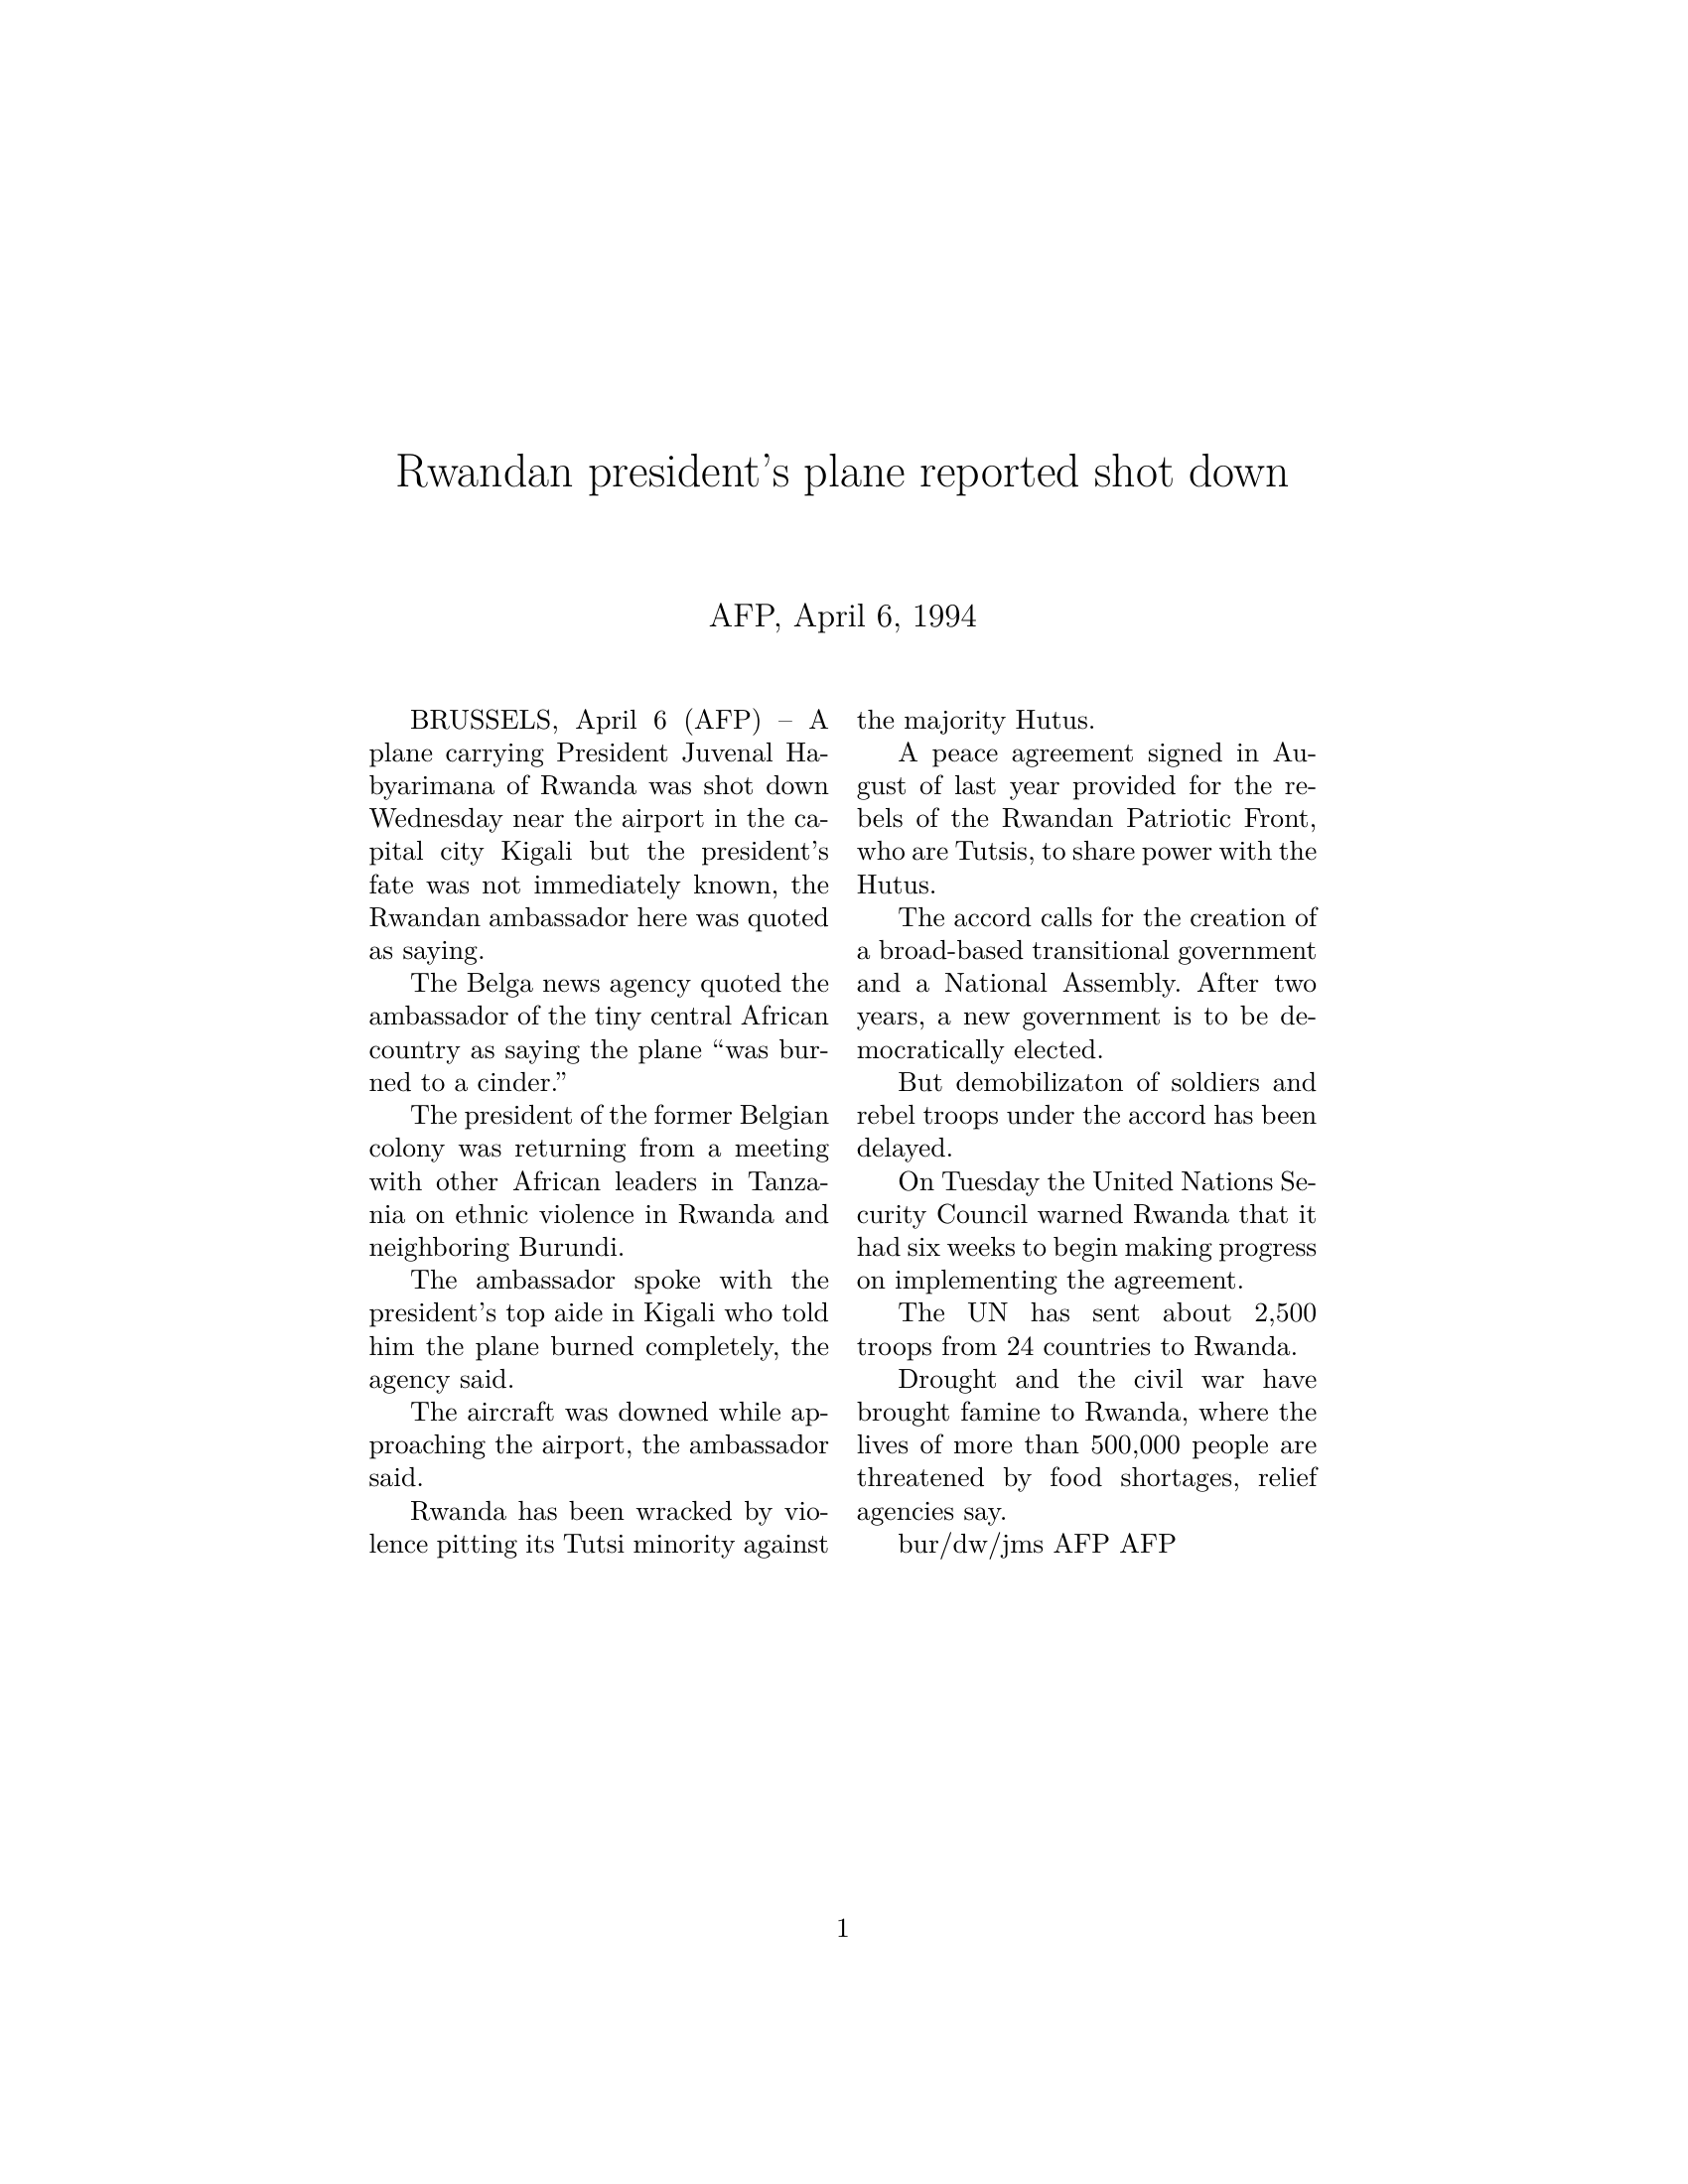 Rwandan president's plane reported shot down
AFP, April 6, 1994
BRUSSELS, April 6 (AFP) – A
plane carrying President Juvenal Ha-
byarimana of Rwanda was shot down
Wednesday near the airport in the ca-
pital city Kigali but the president's
fate was not immediately known, the
Rwandan ambassador here was quoted
as saying.
The Belga news agency quoted the
ambassador of the tiny central African
country as saying the plane “was bur-
ned to a cinder.”
The president of the former Belgian
colony was returning from a meeting
with other African leaders in Tanza-
nia on ethnic violence in Rwanda and
neighboring Burundi.
The ambassador spoke with the
president's top aide in Kigali who told
him the plane burned completely, the
agency said.
The aircraft was downed while ap-
proaching the airport, the ambassador
said.
Rwanda has been wracked by vio-
lence pitting its Tutsi minority against
the majority Hutus.
A peace agreement signed in Au-
gust of last year provided for the re-
bels of the Rwandan Patriotic Front,
who are Tutsis, to share power with the
Hutus.
The accord calls for the creation of
a broad-based transitional government
and a National Assembly. After two
years, a new government is to be de-
mocratically elected.
But demobilizaton of soldiers and
rebel troops under the accord has been
delayed.
On Tuesday the United Nations Se-
curity Council warned Rwanda that it
had six weeks to begin making progress
on implementing the agreement.
The UN has sent about 2,500
troops from 24 countries to Rwanda.
Drought and the civil war have
brought famine to Rwanda, where the
lives of more than 500,000 people are
threatened by food shortages, relief
agencies say.
bur/dw/jms AFP AFP
1